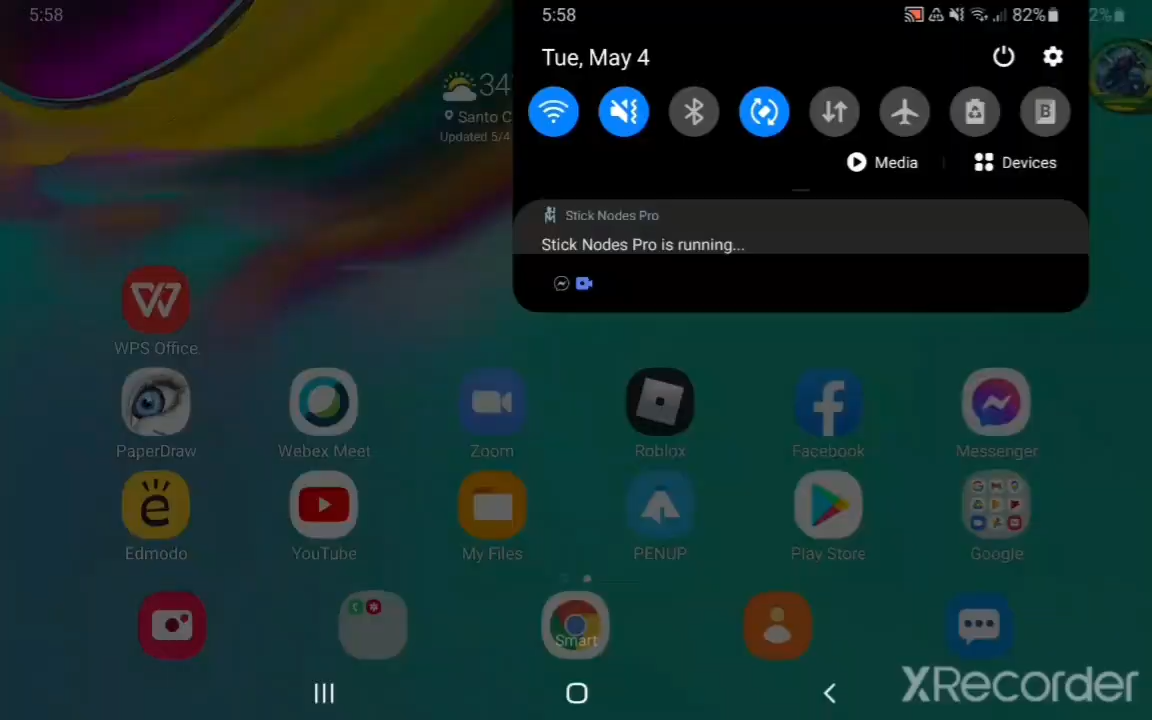 5:58
5:58
82%
2%
Tue, May 4
34°
Santo C
Updated 5/4
Media
Devices
Stick Nodes Pro
Stick Nodes Pro is running...
WPS Office
PaperDraw
Webex Meet
Zoom
Roblox
Facebook
Messenger
Edmodo
YouTube
My Files
PENUP
Play Store
Google
Smart
XRecorder